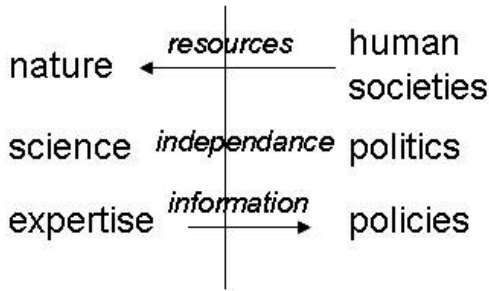 nature resources human societies
science independance politics
expertise information policies